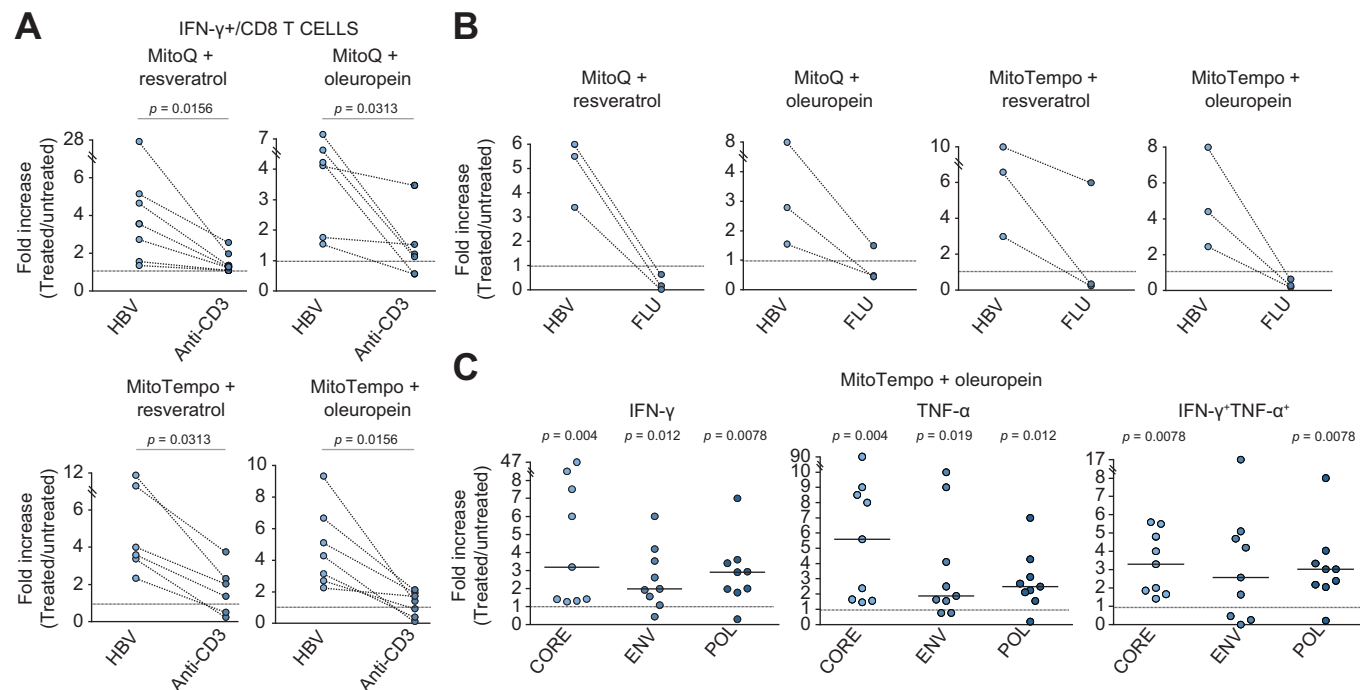 A
IFN-γ+/CD8 T CELLS
MitoQ +
resveratrol
p = 0.0156
Fold increase
(Treated/untreated)
28
6
4
2
0
HBV
Anti-CD3
MitoQ +
oleuropein
p = 0.0313
7
4
3
2
1
0
HBV
Anti-CD3
MitoTempo +
resveratrol
p = 0.0313
Fold increase
(Treated/untreated)
12
6
4
2
0
HBV
Anti-CD3
MitoTempo +
oleuropein
p = 0.0156
10
8
6
4
2
0
HBV
Anti-CD3
B
MitoQ +
resveratrol
Fold increase
(Treated/untreated)
6
5
4
3
2
1
0
HBV
FLU
MitoQ +
oleuropein
8
4
3
2
1
0
HBV
FLU
MitoTempo +
resveratrol
10
6
4
2
0
HBV
FLU
MitoTempo +
oleuropein
8
6
4
2
0
HBV
FLU
C
MitoTempo + oleuropein
IFN-γ
p = 0.004
p = 0.012
p = 0.0078
Fold increase
(Treated/untreated)
47
8
7
6
5
4
3
2
1
0
CORE
ENV
POL
TNF-α
p = 0.004
p = 0.019
p = 0.012
90
10
9
8
7
6
5
4
3
2
1
0
CORE
ENV
POL
IFN-γ⁺TNF-α⁺
p = 0.0078
p = 0.0078
17
8
7
6
5
4
3
2
1
0
CORE
ENV
POL